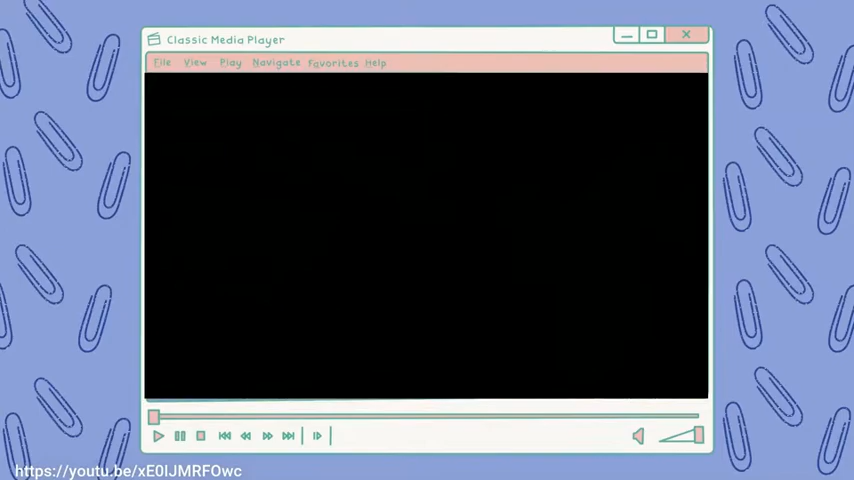 Classic Media Player
File View Play Navigate Favorites Help
https://youtu.be/xE0IJMRFOwc